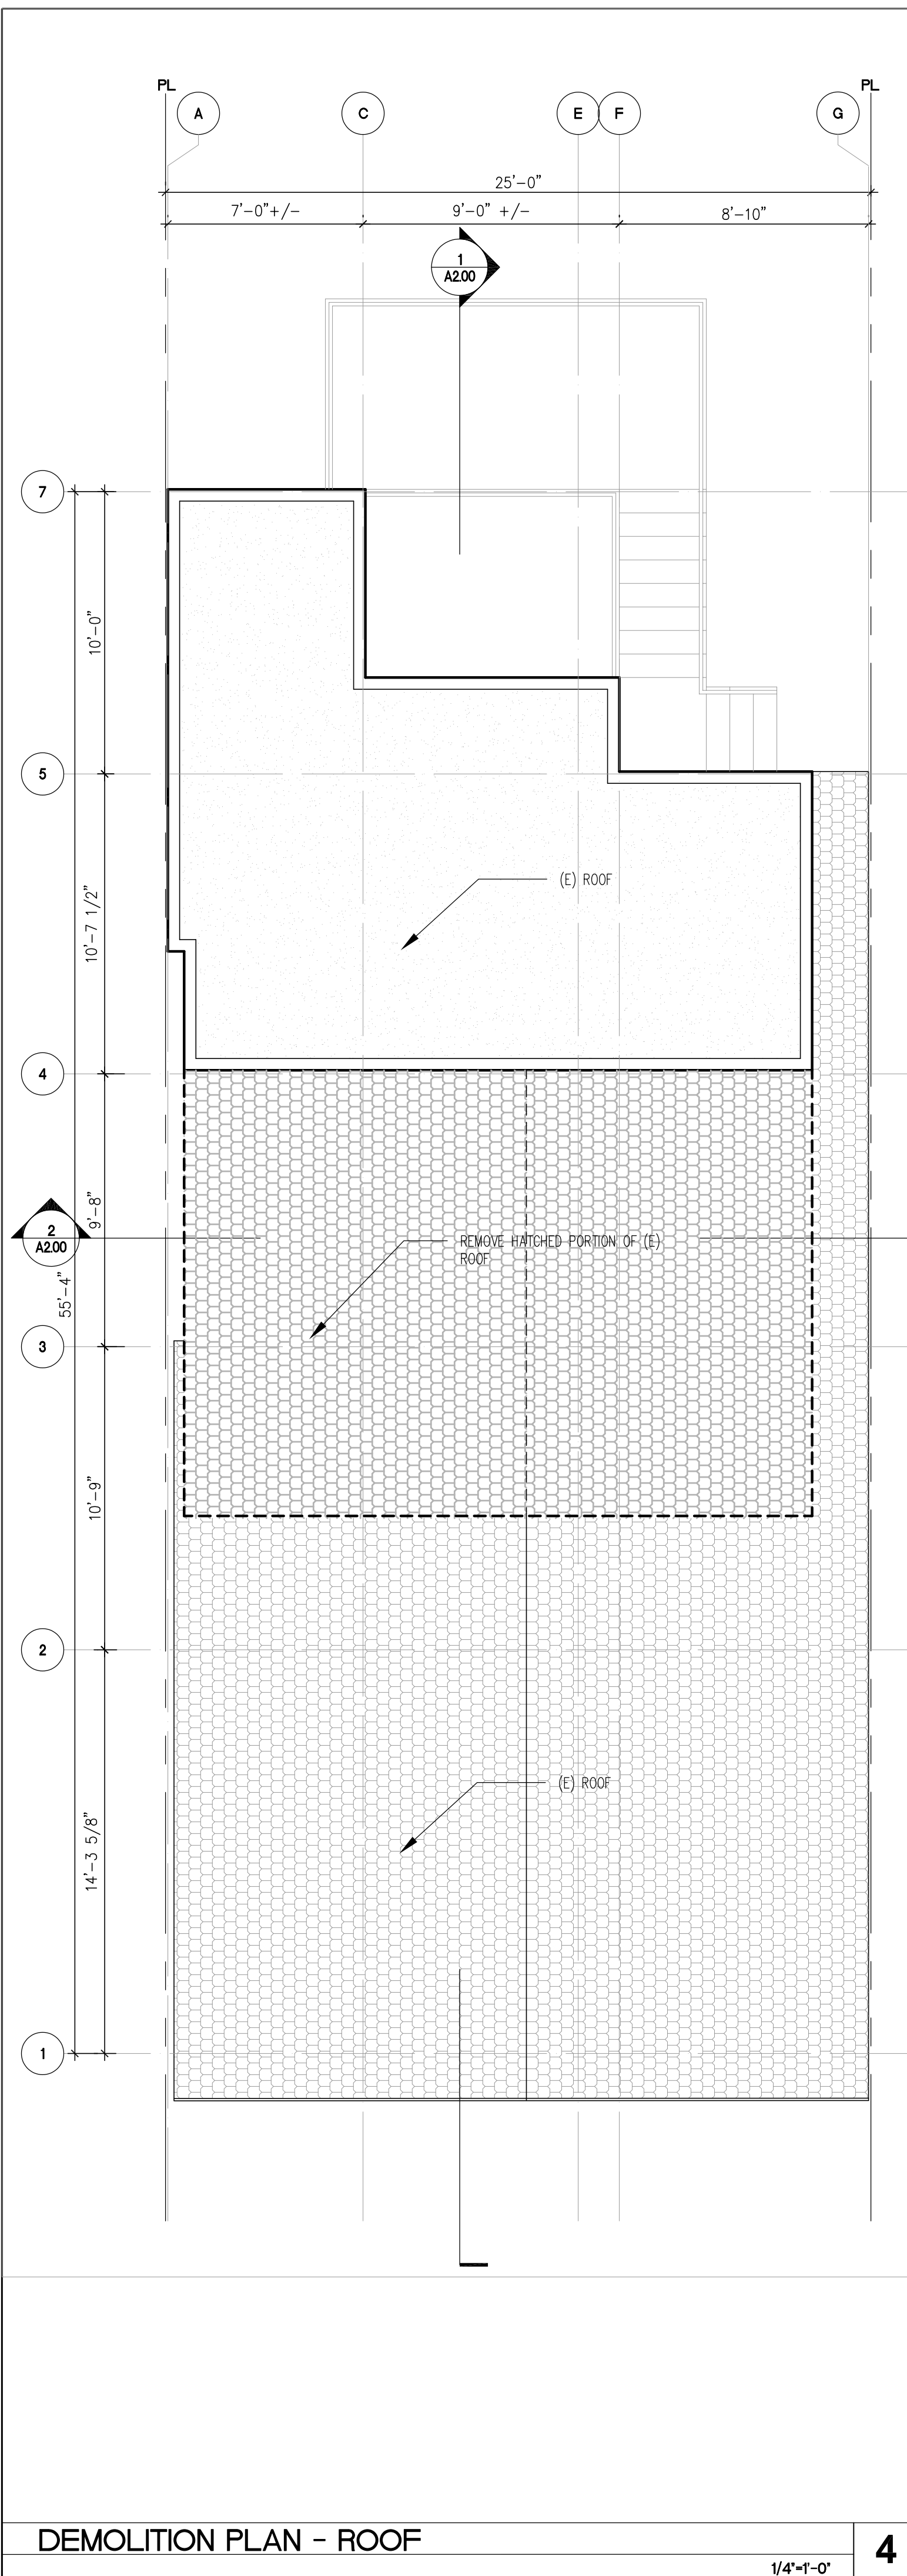 PL PL
A C E F G
25'-0"
7'-0"+/- 9'-0" +/- 8'-10"
1
A2.00
7
10'-0"
5
10'-7 1/2"
(E) ROOF
4
9'-8"
2
A2.00
REMOVE HATCHED PORTION OF (E)
ROOF
55'-4"
3
10'-9"
2
14'-3 5/8"
(E) ROOF
1
DEMOLITION PLAN - ROOF
4
1/4"=1'-0"